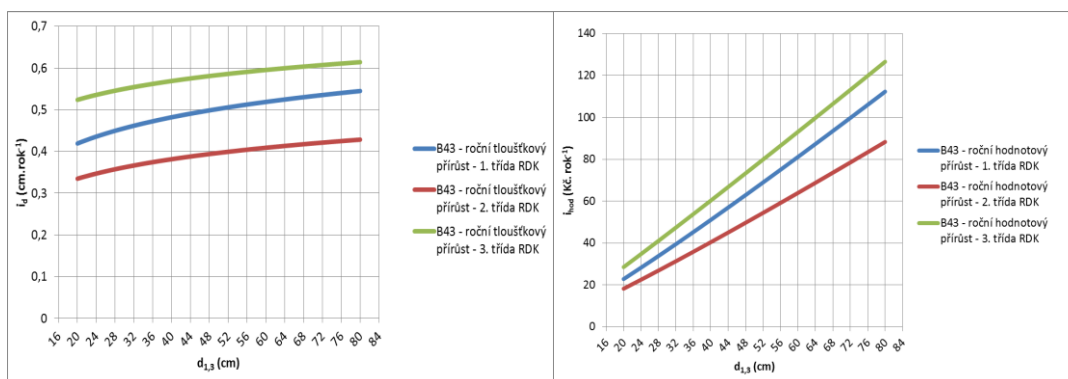 0,7
0,6
0,5
0,4
0,3
0,2
0,1
0
i_d (cm.rok⁻¹)
16 20 24 28 32 36 40 44 48 52 56 60 64 68 72 76 80 84
d₁,₃ (cm)
B43 - roční tloušťkový
přírůst - 1. třída RDK
B43 - roční tloušťkový
přírůst - 2. třída RDK
B43 - roční tloušťkový
přírůst - 3. třída RDK
140
120
100
80
60
40
20
0
i_hod (Kč. rok⁻¹)
16 20 24 28 32 36 40 44 48 52 56 60 64 68 72 76 80 84
d₁,₃ (cm)
B43 - roční hodnotový
přírůst - 1. třída RDK
B43 - roční hodnotový
přírůst - 2. třída RDK
B43 - roční hodnotový
přírůst - 3. třída RDK